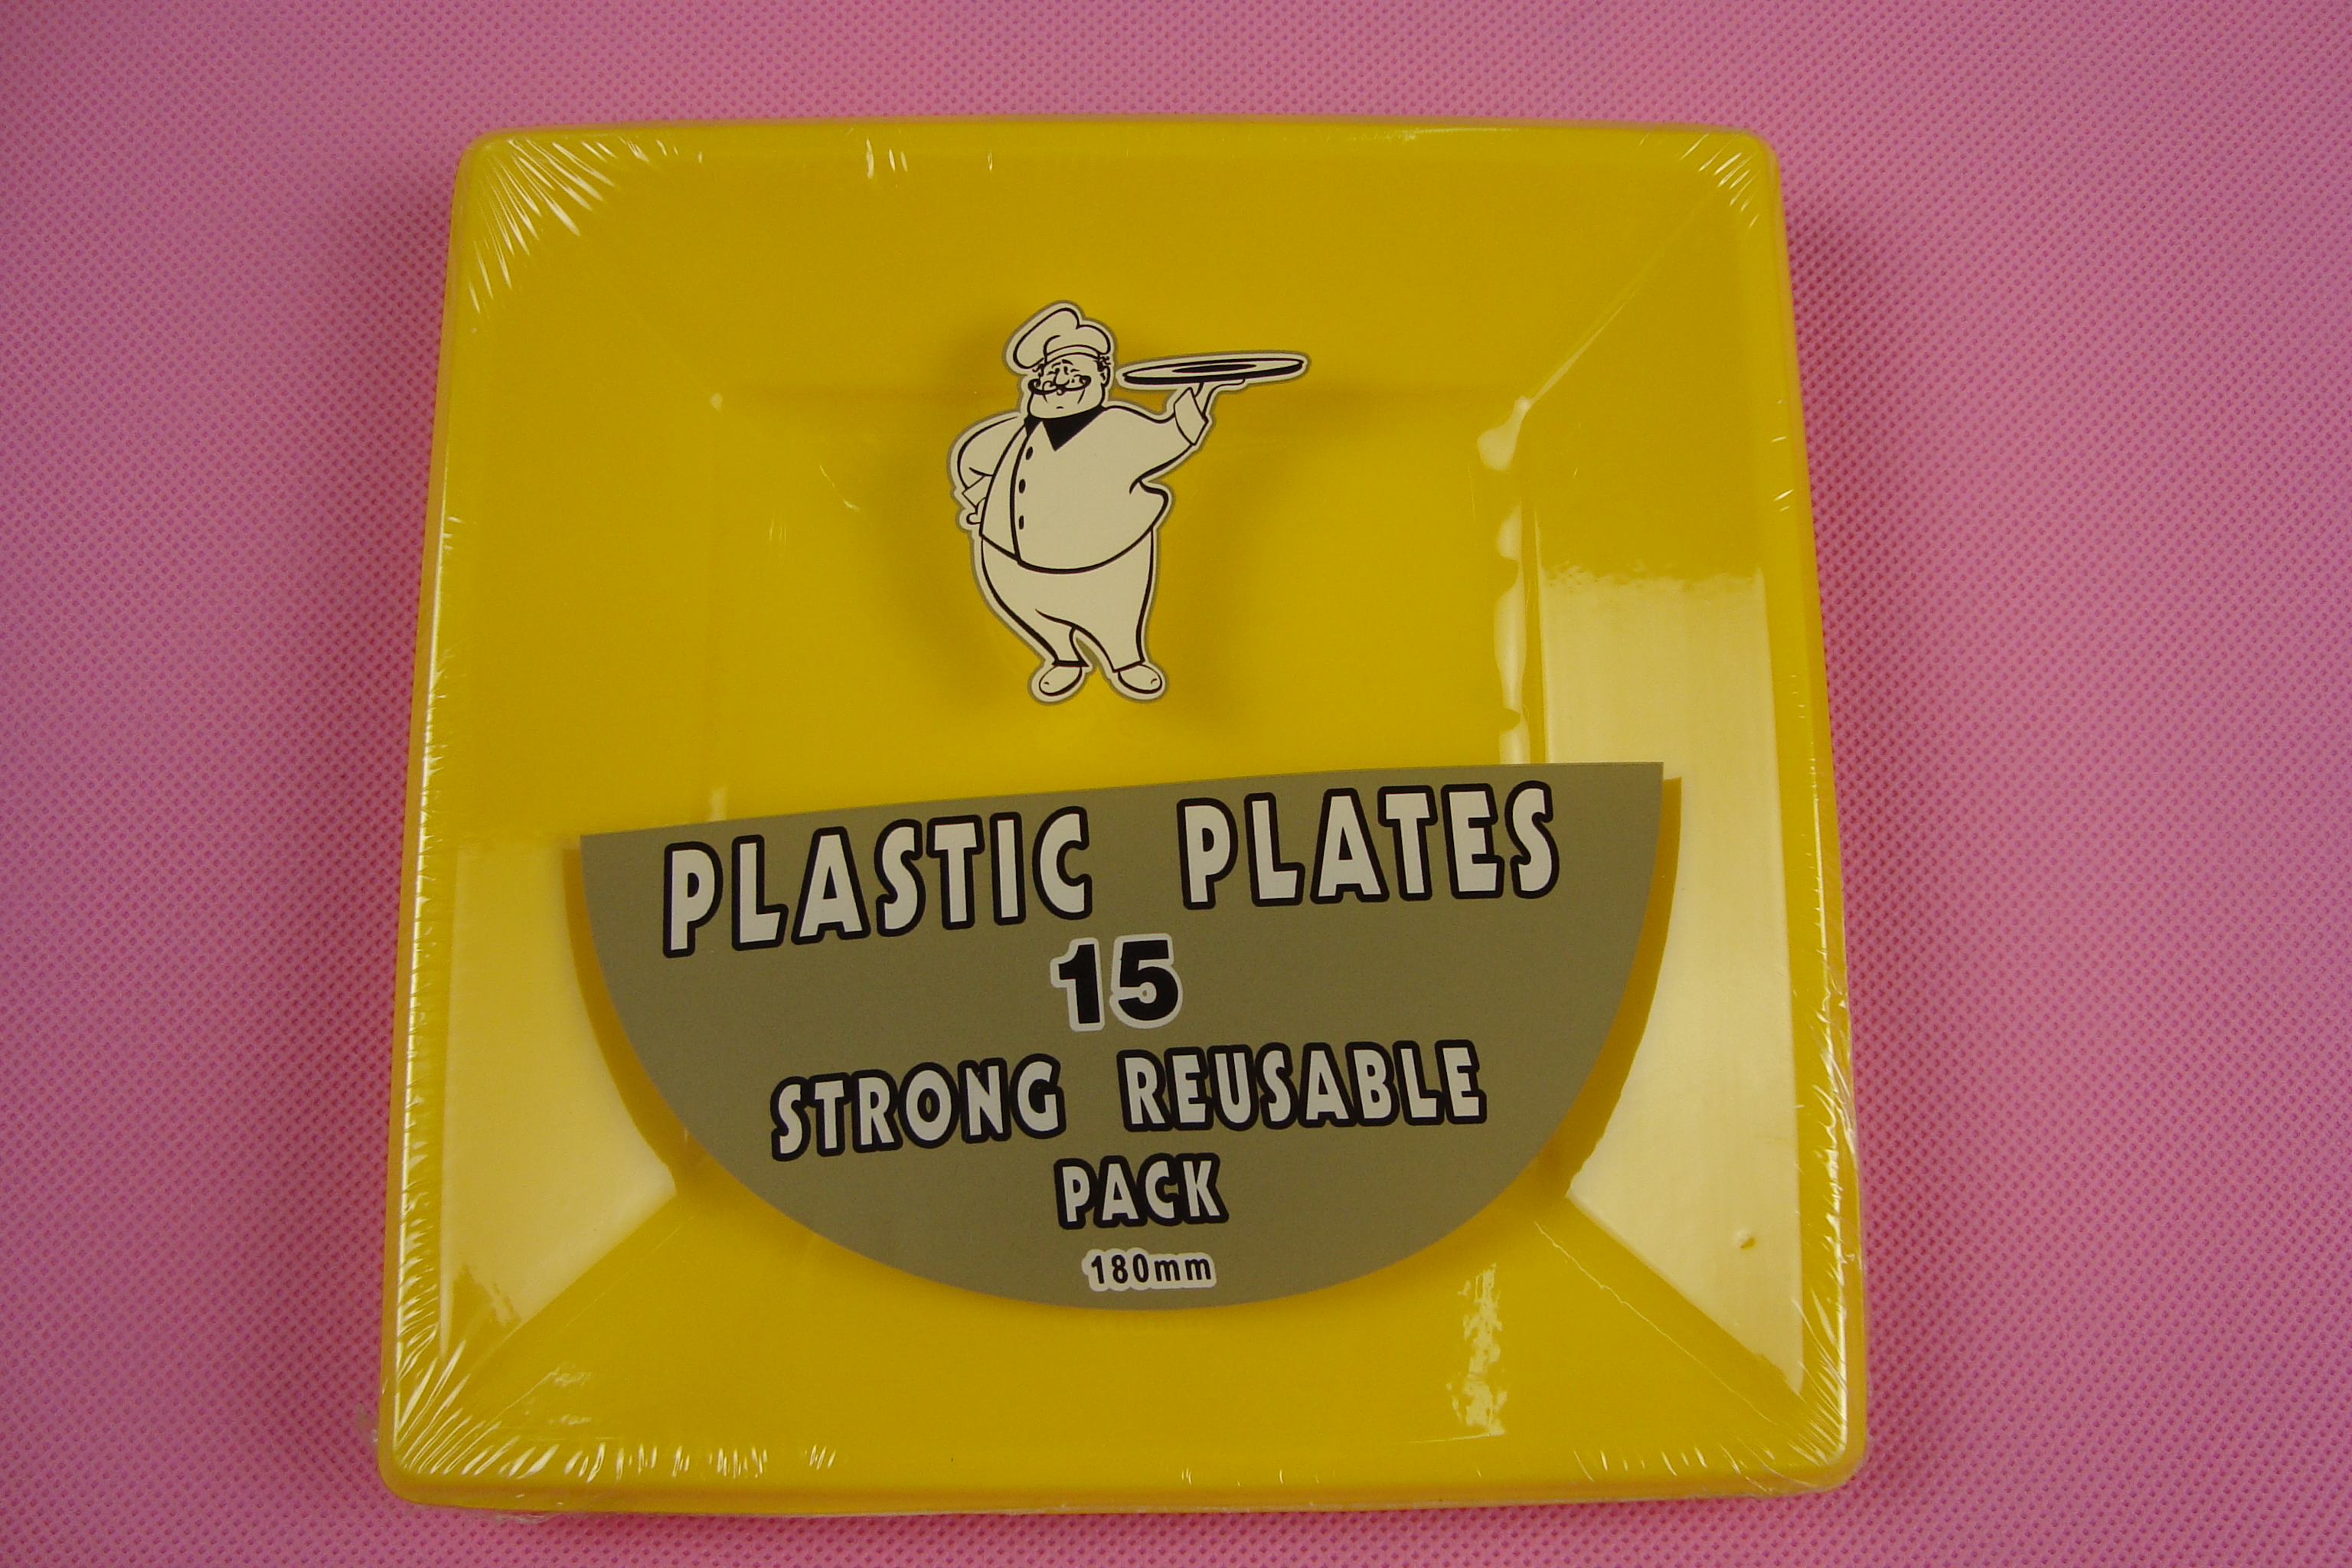 PLASTIC PLATES
15
STRONG REUSABLE
PACK
180mm